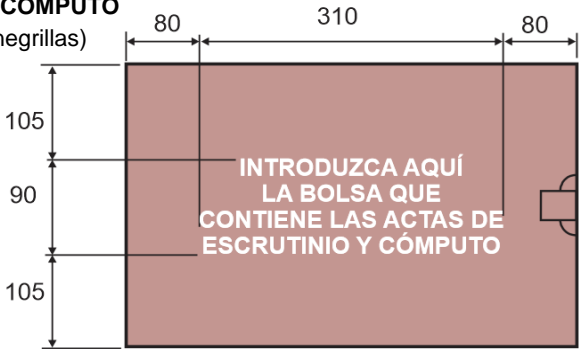 CÓMPUTO
negrillas)
80 310 80
105
90
105
INTRODUZCA AQUÍ
LA BOLSA QUE
CONTIENE LAS ACTAS DE
ESCRUTINIO Y CÓMPUTO